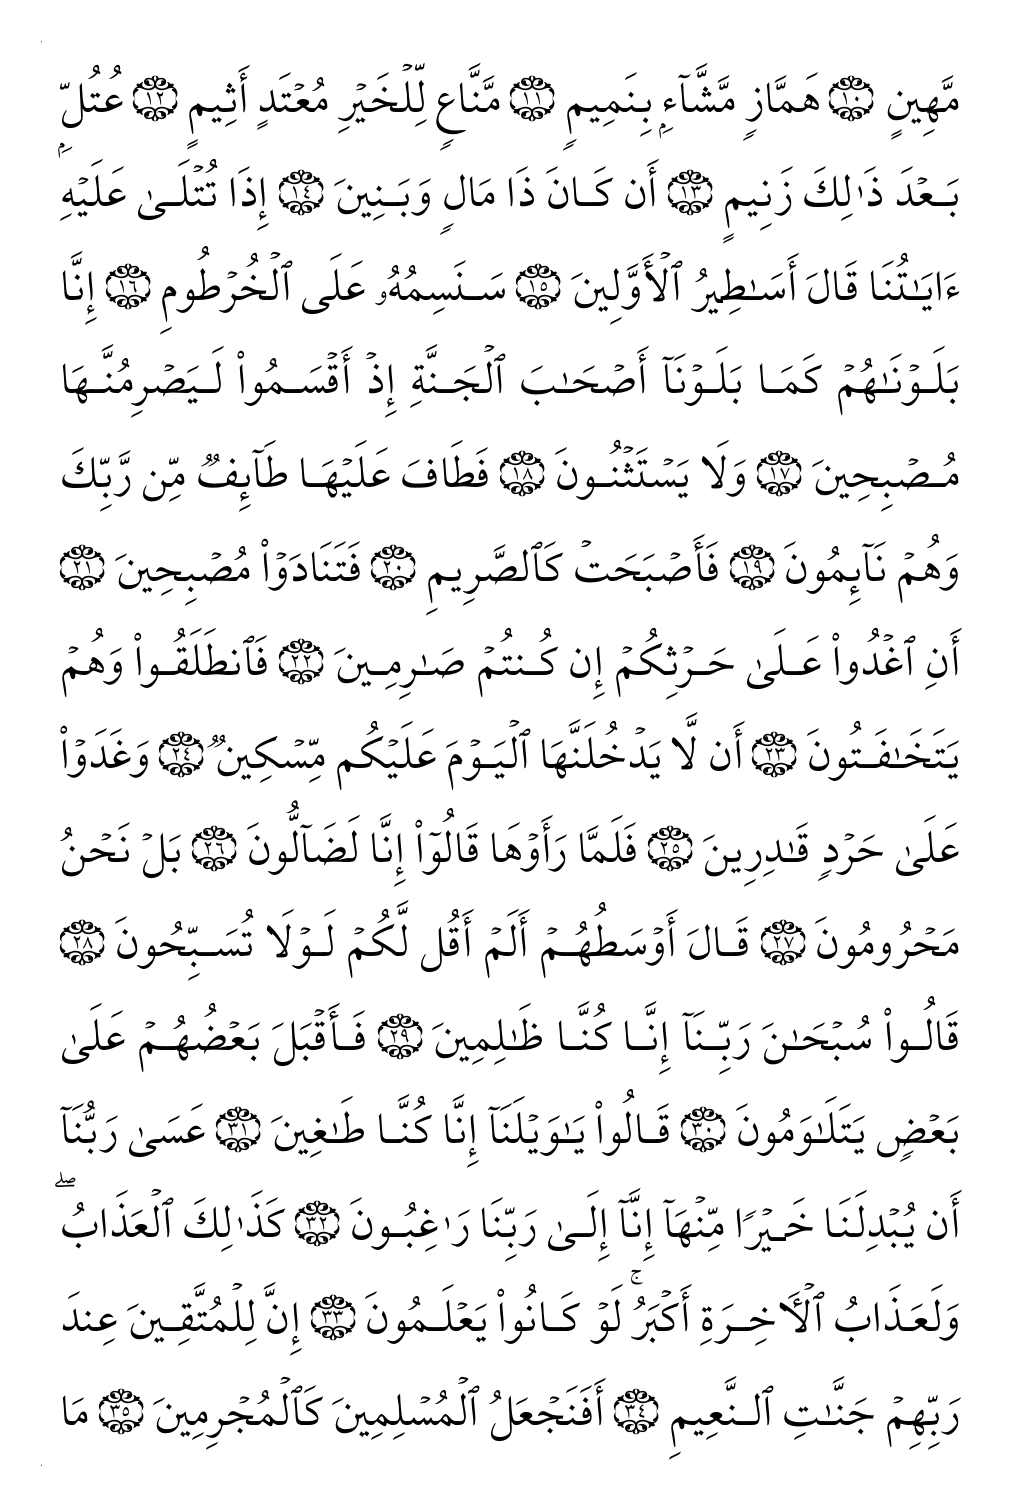 مَّهِينٍ ١٠ هَمَّازٖ مَّشَّآءِۭ بِنَمِيمٖ ١١ مَّنَّاعٖ لِّلۡخَيۡرِ مُعۡتَدٍ أَثِيمٍ ١٢ عُتُلِّۭ
بَعۡدَ ذَٰلِكَ زَنِيمٍ ١٣ أَن كَانَ ذَا مَالٖ وَبَنِينَ ١٤ إِذَا تُتۡلَىٰ عَلَيۡهِ
ءَايَٰتُنَا قَالَ أَسَٰطِيرُ ٱلۡأَوَّلِينَ ١٥ سَنَسِمُهُۥ عَلَى ٱلۡخُرۡطُومِ ١٦ إِنَّا
بَلَوۡنَٰهُمۡ كَمَا بَلَوۡنَآ أَصۡحَٰبَ ٱلۡجَنَّةِ إِذۡ أَقۡسَمُواْ لَيَصۡرِمُنَّهَا
مُصۡبِحِينَ ١٧ وَلَا يَسۡتَثۡنُونَ ١٨ فَطَافَ عَلَيۡهَا طَآئِفٞ مِّن رَّبِّكَ
وَهُمۡ نَآئِمُونَ ١٩ فَأَصۡبَحَتۡ كَٱلصَّرِيمِ ٢٠ فَتَنَادَوۡاْ مُصۡبِحِينَ ٢١
أَنِ ٱغۡدُواْ عَلَىٰ حَرۡثِكُمۡ إِن كُنتُمۡ صَٰرِمِينَ ٢٢ فَٱنطَلَقُواْ وَهُمۡ
يَتَخَٰفَتُونَ ٢٣ أَن لَّا يَدۡخُلَنَّهَا ٱلۡيَوۡمَ عَلَيۡكُم مِّسۡكِينٞ ٢٤ وَغَدَوۡاْ
عَلَىٰ حَرۡدٖ قَٰدِرِينَ ٢٥ فَلَمَّا رَأَوۡهَا قَالُوٓاْ إِنَّا لَضَآلُّونَ ٢٦ بَلۡ نَحۡنُ
مَحۡرُومُونَ ٢٧ قَالَ أَوۡسَطُهُمۡ أَلَمۡ أَقُل لَّكُمۡ لَوۡلَا تُسَبِّحُونَ ٢٨
قَالُواْ سُبۡحَٰنَ رَبِّنَآ إِنَّا كُنَّا ظَٰلِمِينَ ٢٩ فَأَقۡبَلَ بَعۡضُهُمۡ عَلَىٰ
بَعۡضٖ يَتَلَٰوَمُونَ ٣٠ قَالُواْ يَٰوَيۡلَنَآ إِنَّا كُنَّا طَٰغِينَ ٣١ عَسَىٰ رَبُّنَآ
أَن يُبۡدِلَنَا خَيۡرٗا مِّنۡهَآ إِنَّآ إِلَىٰ رَبِّنَا رَٰغِبُونَ ٣٢ كَذَٰلِكَ ٱلۡعَذَابُۖ
وَلَعَذَابُ ٱلۡأٓخِرَةِ أَكۡبَرُۚ لَوۡ كَانُواْ يَعۡلَمُونَ ٣٣ إِنَّ لِلۡمُتَّقِينَ عِندَ
رَبِّهِمۡ جَنَّٰتِ ٱلنَّعِيمِ ٣٤ أَفَنَجۡعَلُ ٱلۡمُسۡلِمِينَ كَٱلۡمُجۡرِمِينَ ٣٥ مَا